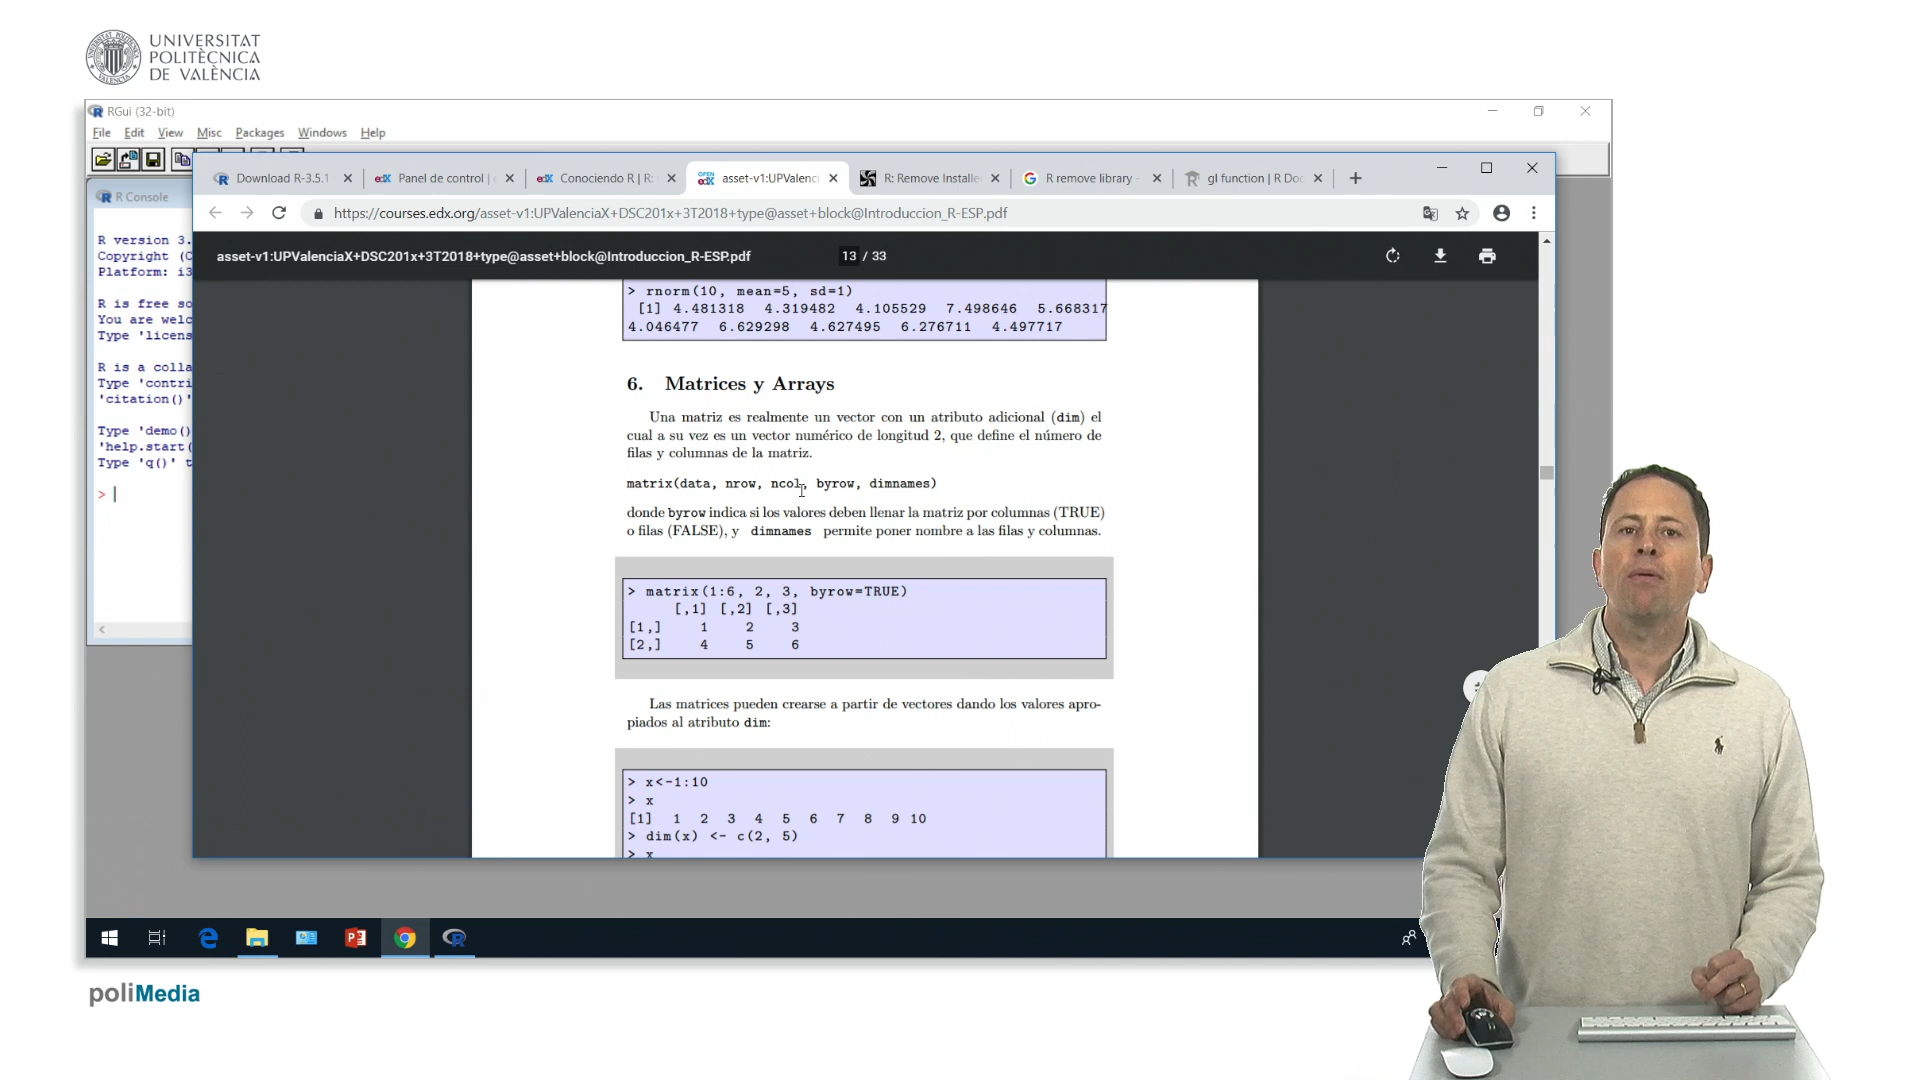 UNIVERSITAT
POLITÈCNICA
DE VALÈNCIA
RGui (32-bit)
File Edit View Misc Packages Windows Help
R Console
R version 3.
Copyright (C
Platform: i3
R is free so
You are welc
Type 'licens
R is a colla
Type 'contri
'citation()'
Type 'demo()
'help.start(
Type 'q()' t
>
Download R-3.5.1
Panel de control |
Conociendo R | R:
asset-v1:UPValenci
R: Remove Installe
R remove library -
gl function | R Doc
https://courses.edx.org/asset-v1:UPValenciaX+DSC201x+3T2018+type@asset+block@Introduccion_R-ESP.pdf
asset-v1:UPValenciaX+DSC201x+3T2018+type@asset+block@Introduccion_R-ESP.pdf 13 / 33
> rnorm(10, mean=5, sd=1)
[1] 4.481318 4.319482 4.105529 7.498646 5.668317
4.046477 6.629298 4.627495 6.276711 4.497717
6. Matrices y Arrays
Una matriz es realmente un vector con un atributo adicional (dim) el
cual a su vez es un vector numérico de longitud 2, que define el número de
filas y columnas de la matriz.
matrix(data, nrow, ncol, byrow, dimnames)
donde byrow indica si los valores deben llenar la matriz por columnas (TRUE)
o filas (FALSE), y dimnames permite poner nombre a las filas y columnas.
> matrix(1:6, 2, 3, byrow=TRUE)
[,1] [,2] [,3]
[1,] 1 2 3
[2,] 4 5 6
Las matrices pueden crearse a partir de vectores dando los valores apro-
piados al atributo dim:
> x<-1:10
> x
[1] 1 2 3 4 5 6 7 8 9 10
> dim(x) <- c(2, 5)
> x
poliMedia